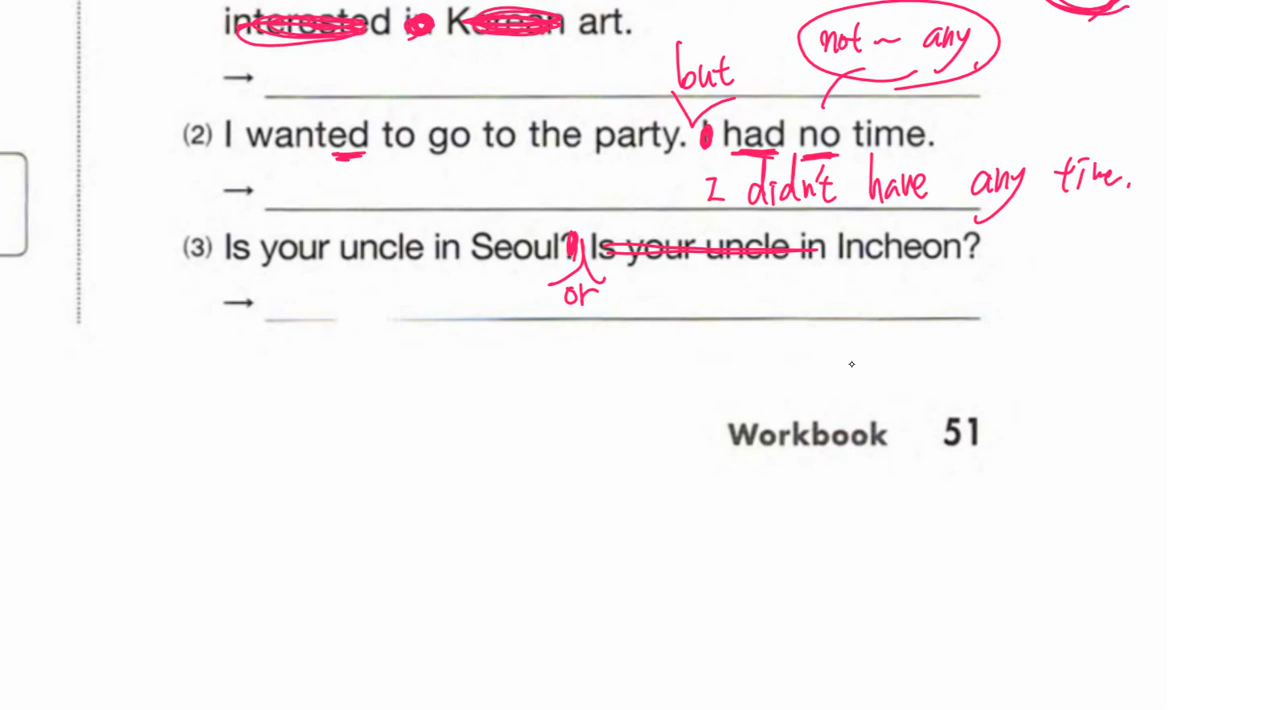 interested in Korean art.
not ~ any
→
but
(2) I wanted to go to the party. I had no time.
→ I didn't have any time.
(3) Is your uncle in Seoul? Is your uncle in Incheon?
or
→
Workbook 51